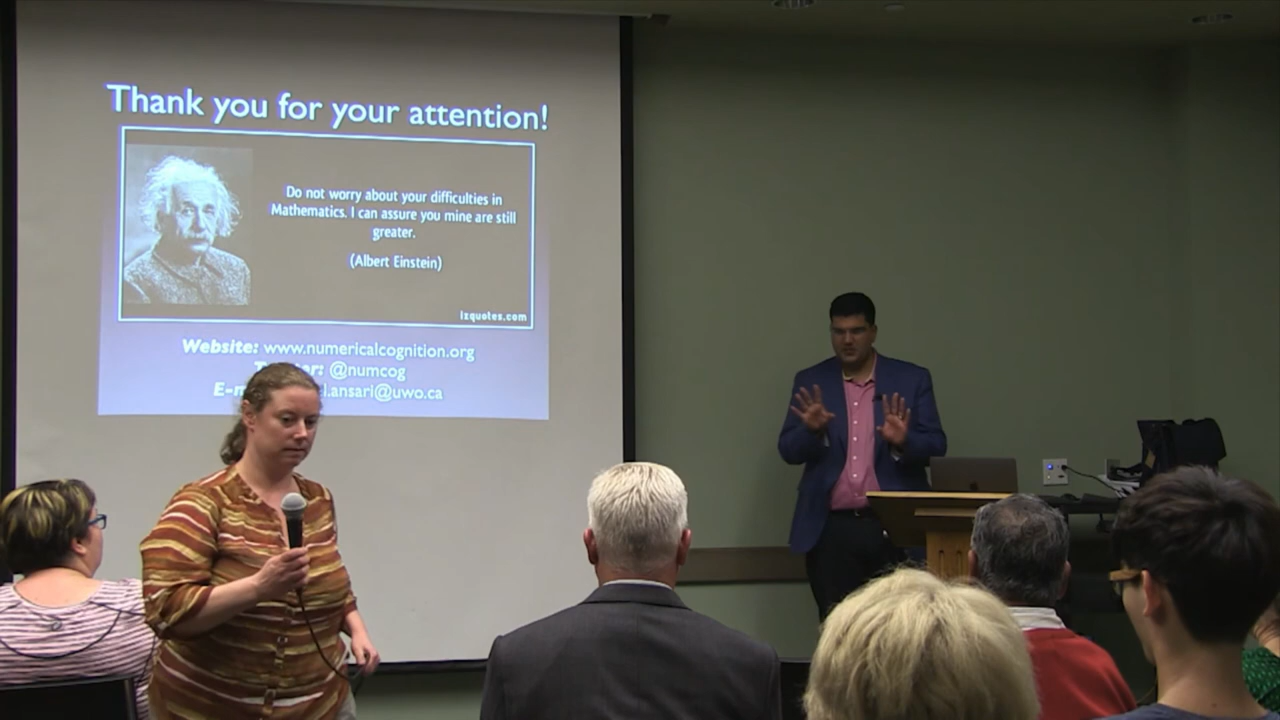 Thank you for your attention!
Do not worry about your difficulties in
Mathematics. I can assure you mine are still
greater.
(Albert Einstein)
Izquotes.com
Website: www.numericalcognition.org
@numcog
l.ansari@uwo.ca